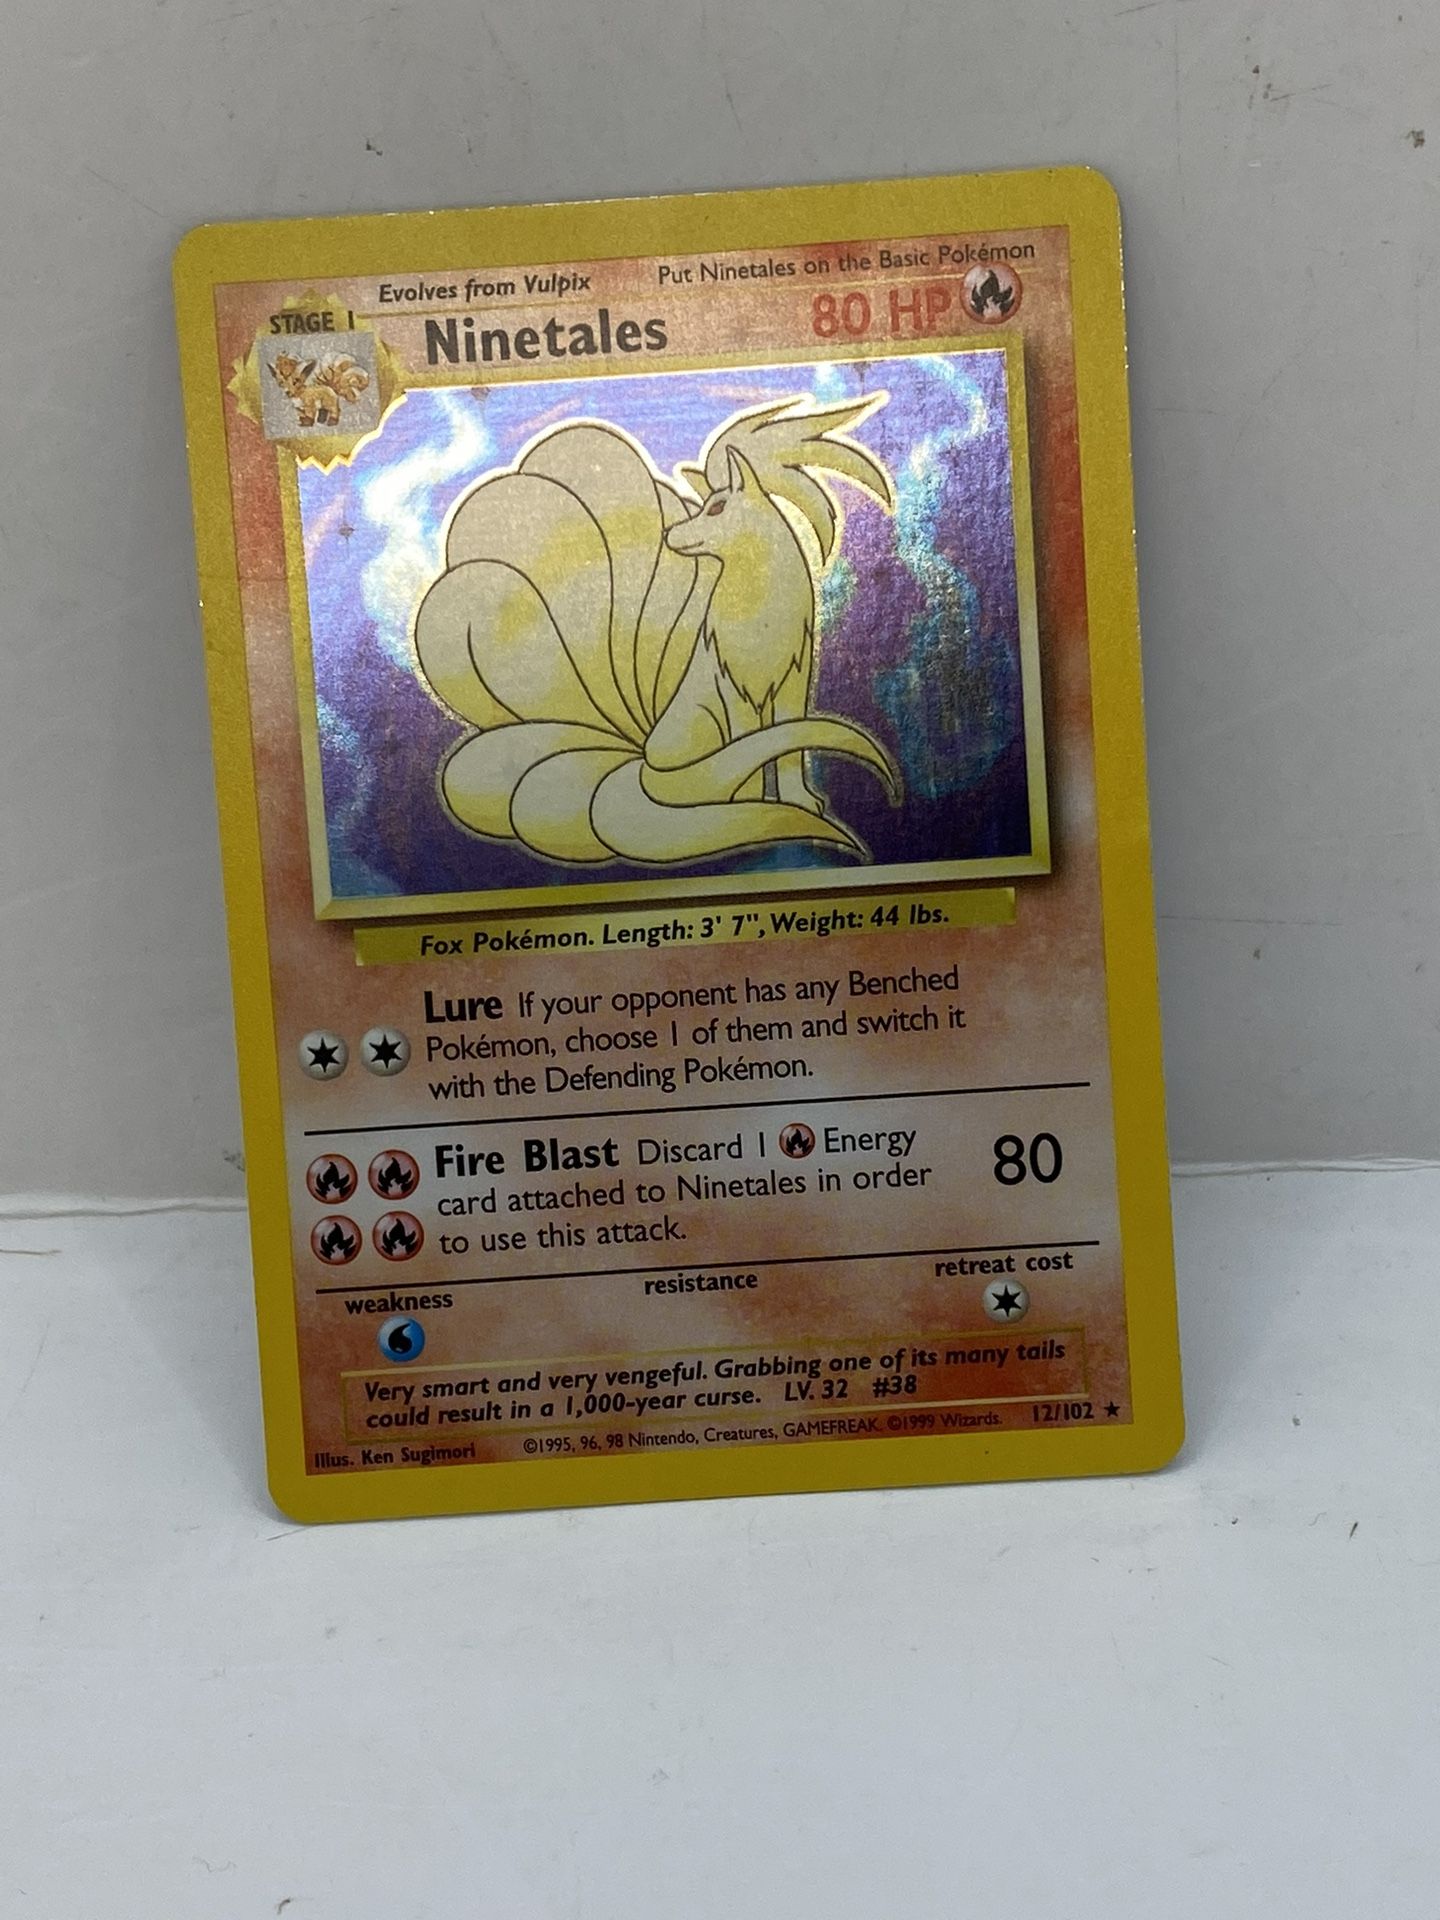 Evolves from Vulpix Put Ninetales on the Basic Pokémon
STAGE 1
Ninetales 80 HP
Fox Pokémon. Length: 3' 7", Weight: 44 lbs.
Lure If your opponent has any Benched
Pokémon, choose 1 of them and switch it
with the Defending Pokémon.
Fire Blast Discard 1 Energy
card attached to Ninetales in order
to use this attack.
80
weakness resistance retreat cost
Very smart and very vengeful. Grabbing one of its many tails
could result in a 1,000-year curse. LV. 32 #38
Illus. Ken Sugimori ©1995, 96, 98 Nintendo, Creatures, GAMEFREAK. ©1999 Wizards. 12/102 ★